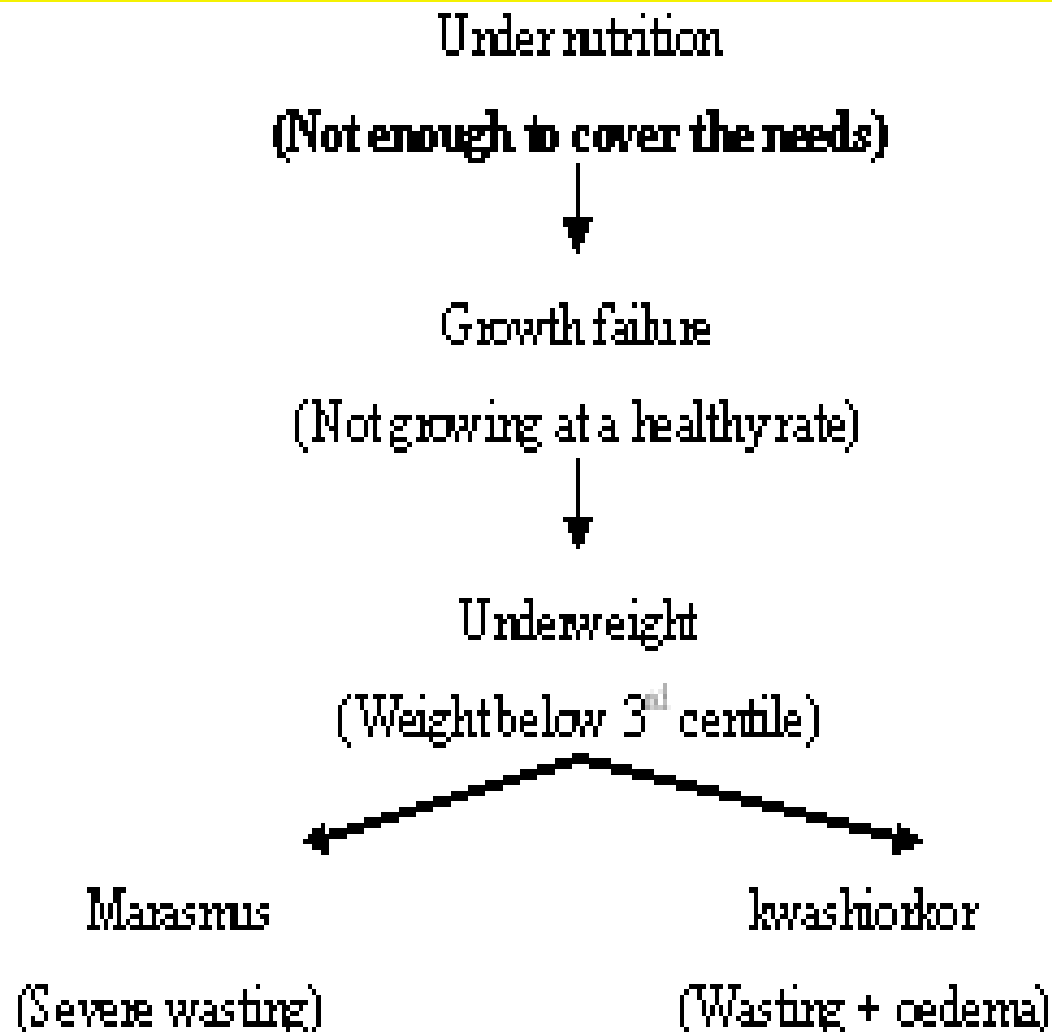 Under nutrition
(Not enough to cover the needs)
Growth failure
(Not growing at a healthy rate)
Underweight
(Weight below 3rd centile)
Marasmus
kwashiorkor
(Severe wasting)
(Wasting + oedema)